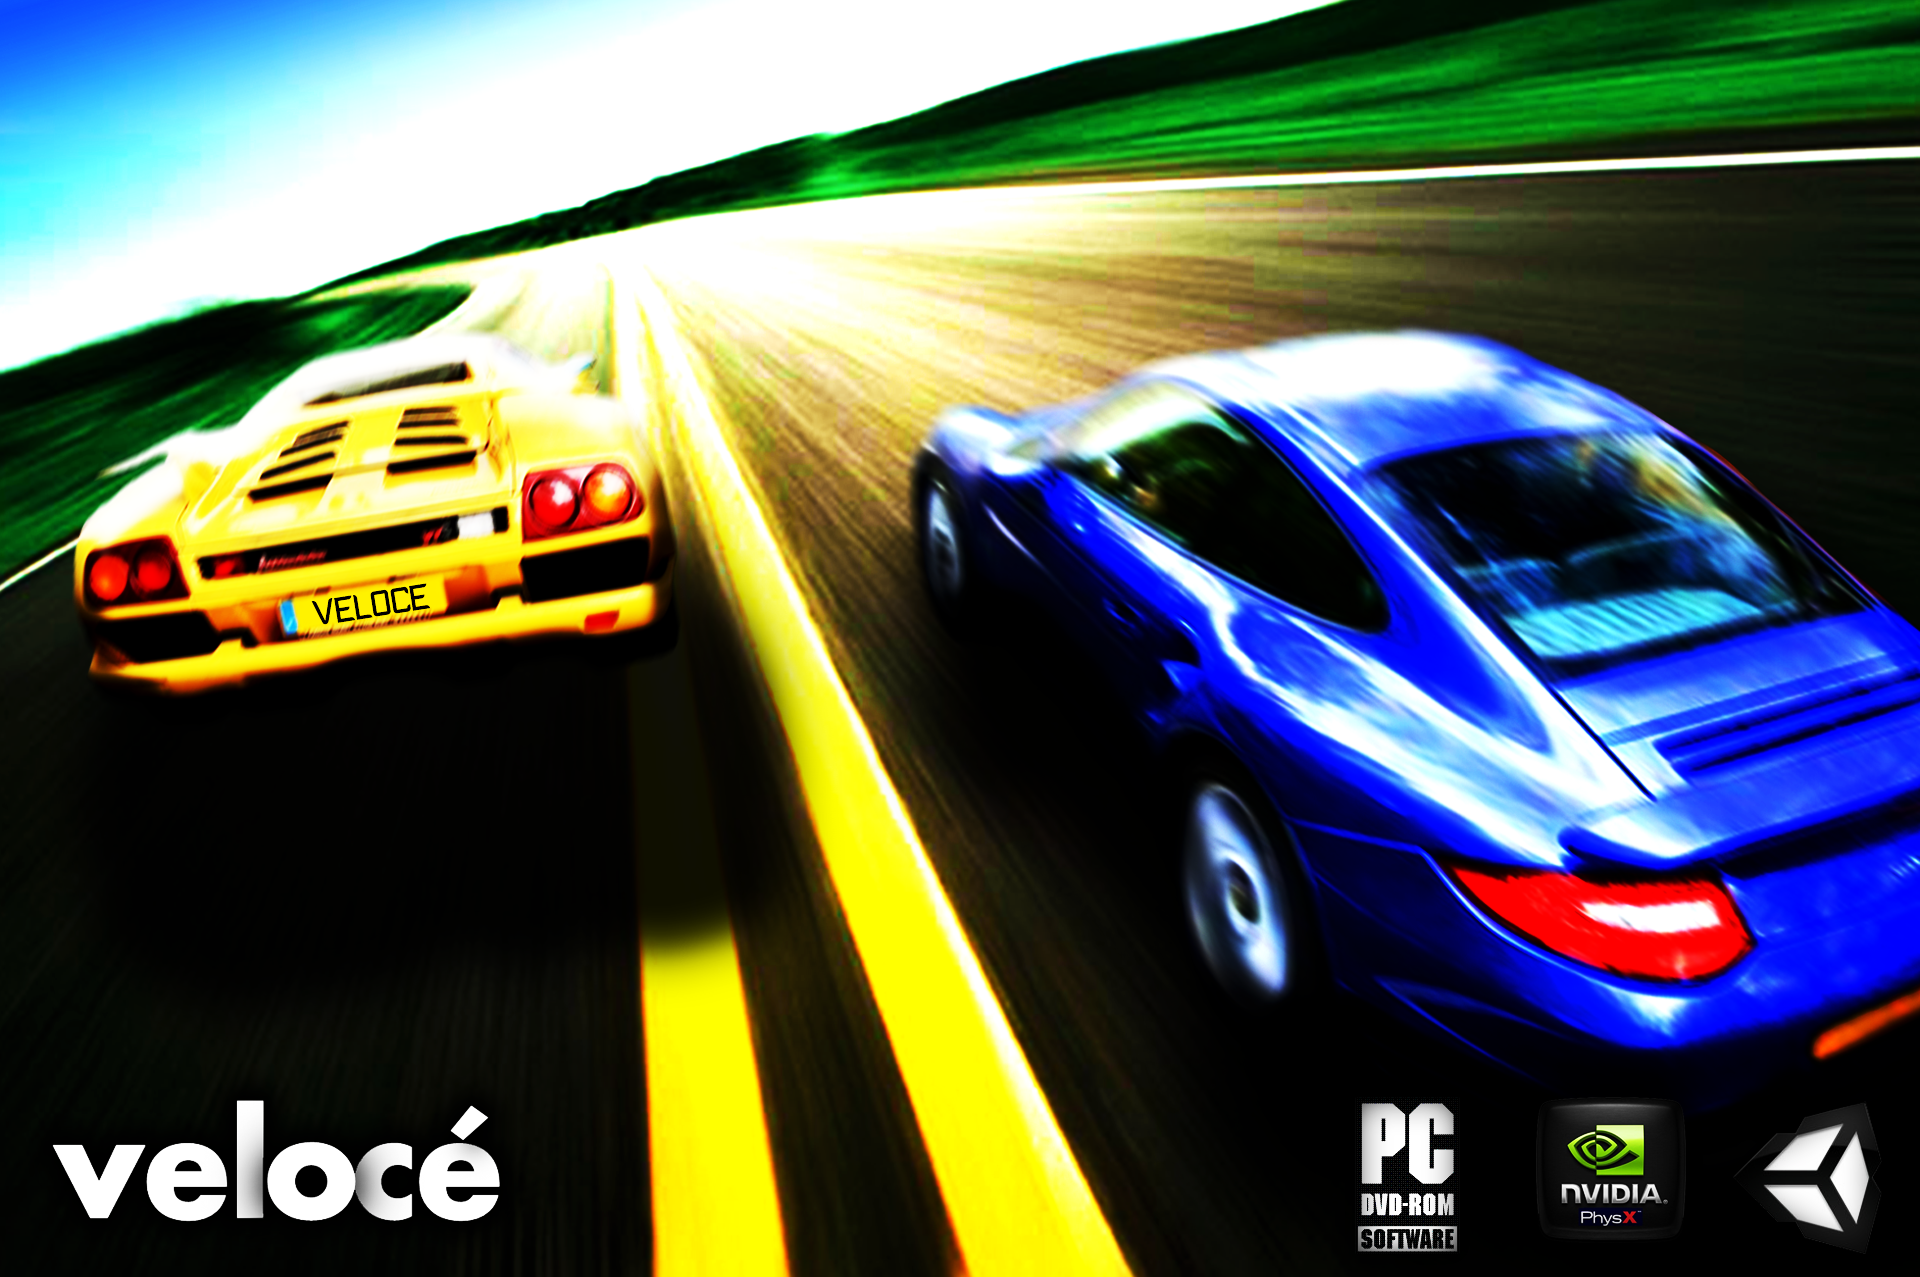 VELOCE
velocé
PC
DVD-ROM
SOFTWARE
NVIDIA.
PhysX